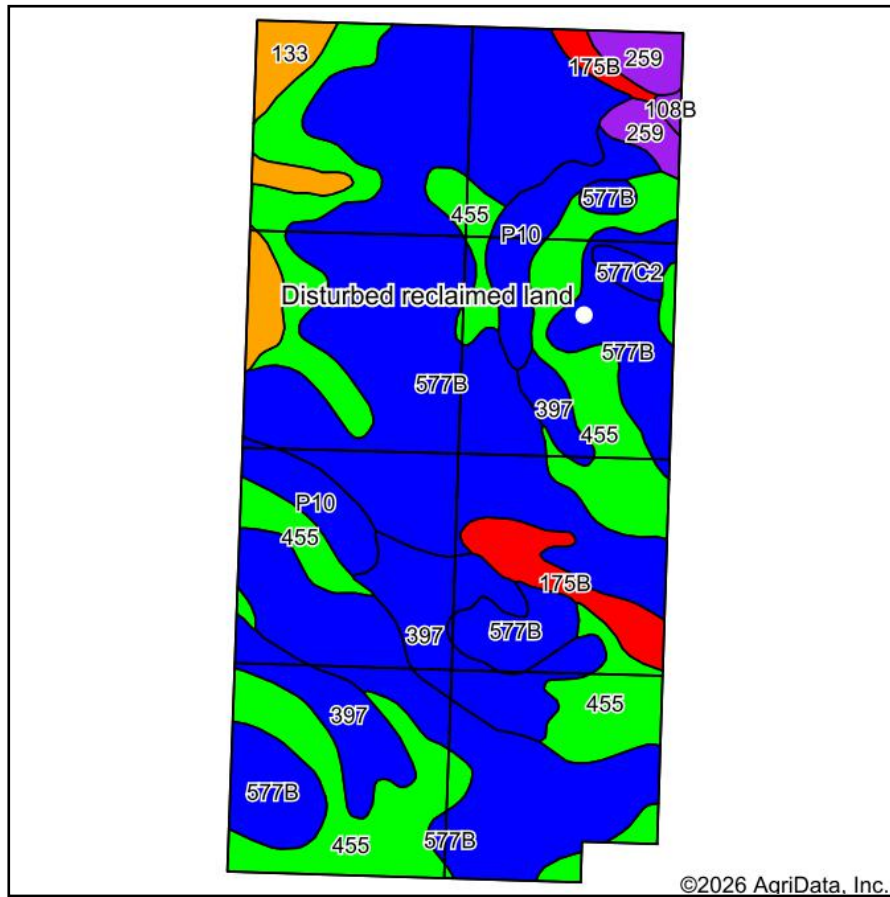 133
259
175B
108B
259
577B
455
P10
577C2
Disturbed reclaimed land
577B
577B
397
455
P10
455
175B
577B
397
455
397
577B
577B
455
©2026 AgriData, Inc.